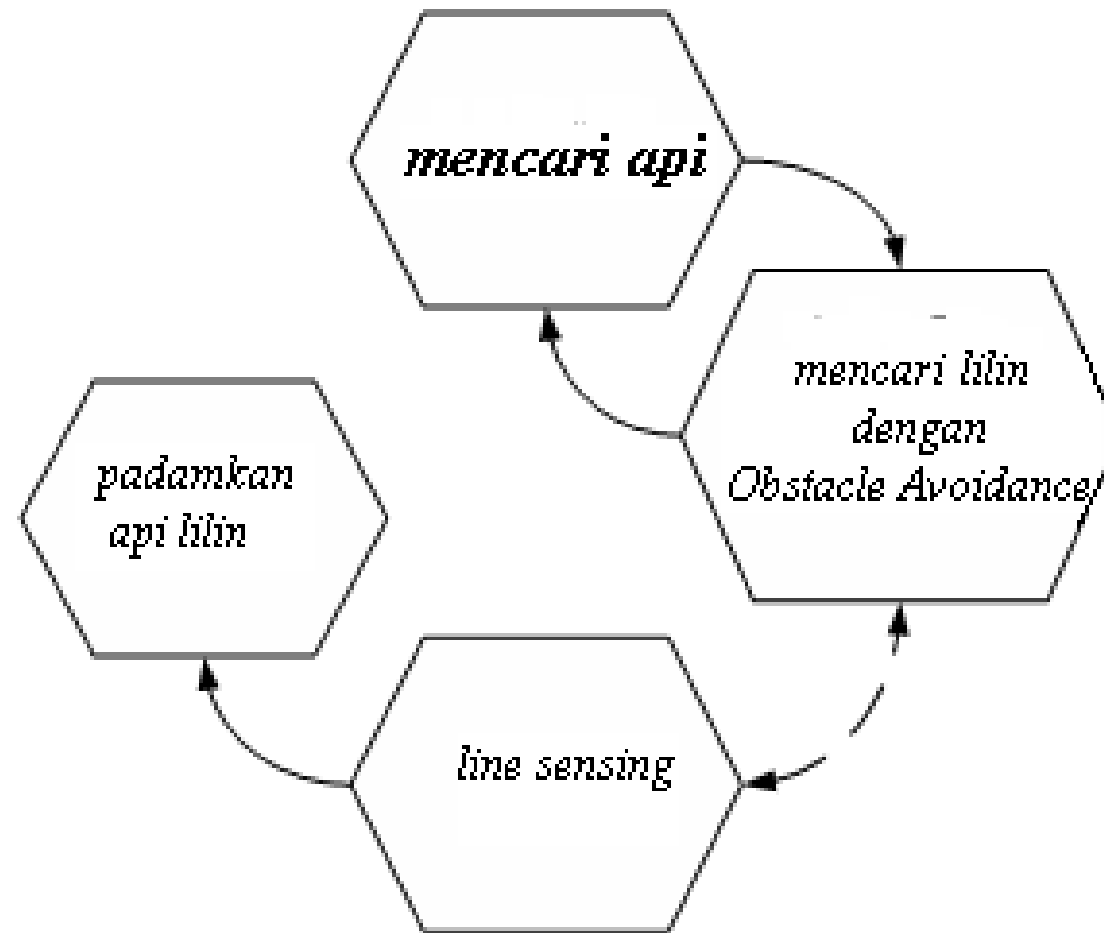 mencari api
mencari lilin
dengan
Obstacle Avoidance
padamkan
api lilin
line sensing